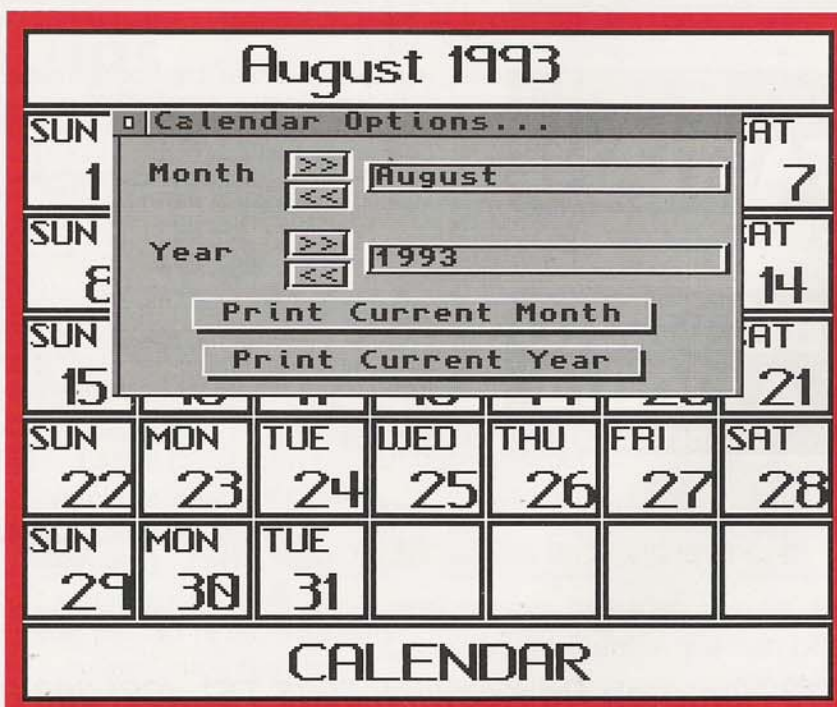 August 1993
SUN Calendar Options... SAT
1 Month >> August 7
<<
SUN Year >> 1993 SAT
8 << 14
Print Current Month
SUN Print Current Year SAT
15 21
SUN MON TUE WED THU FRI SAT
22 23 24 25 26 27 28
SUN MON TUE
29 30 31
CALENDAR